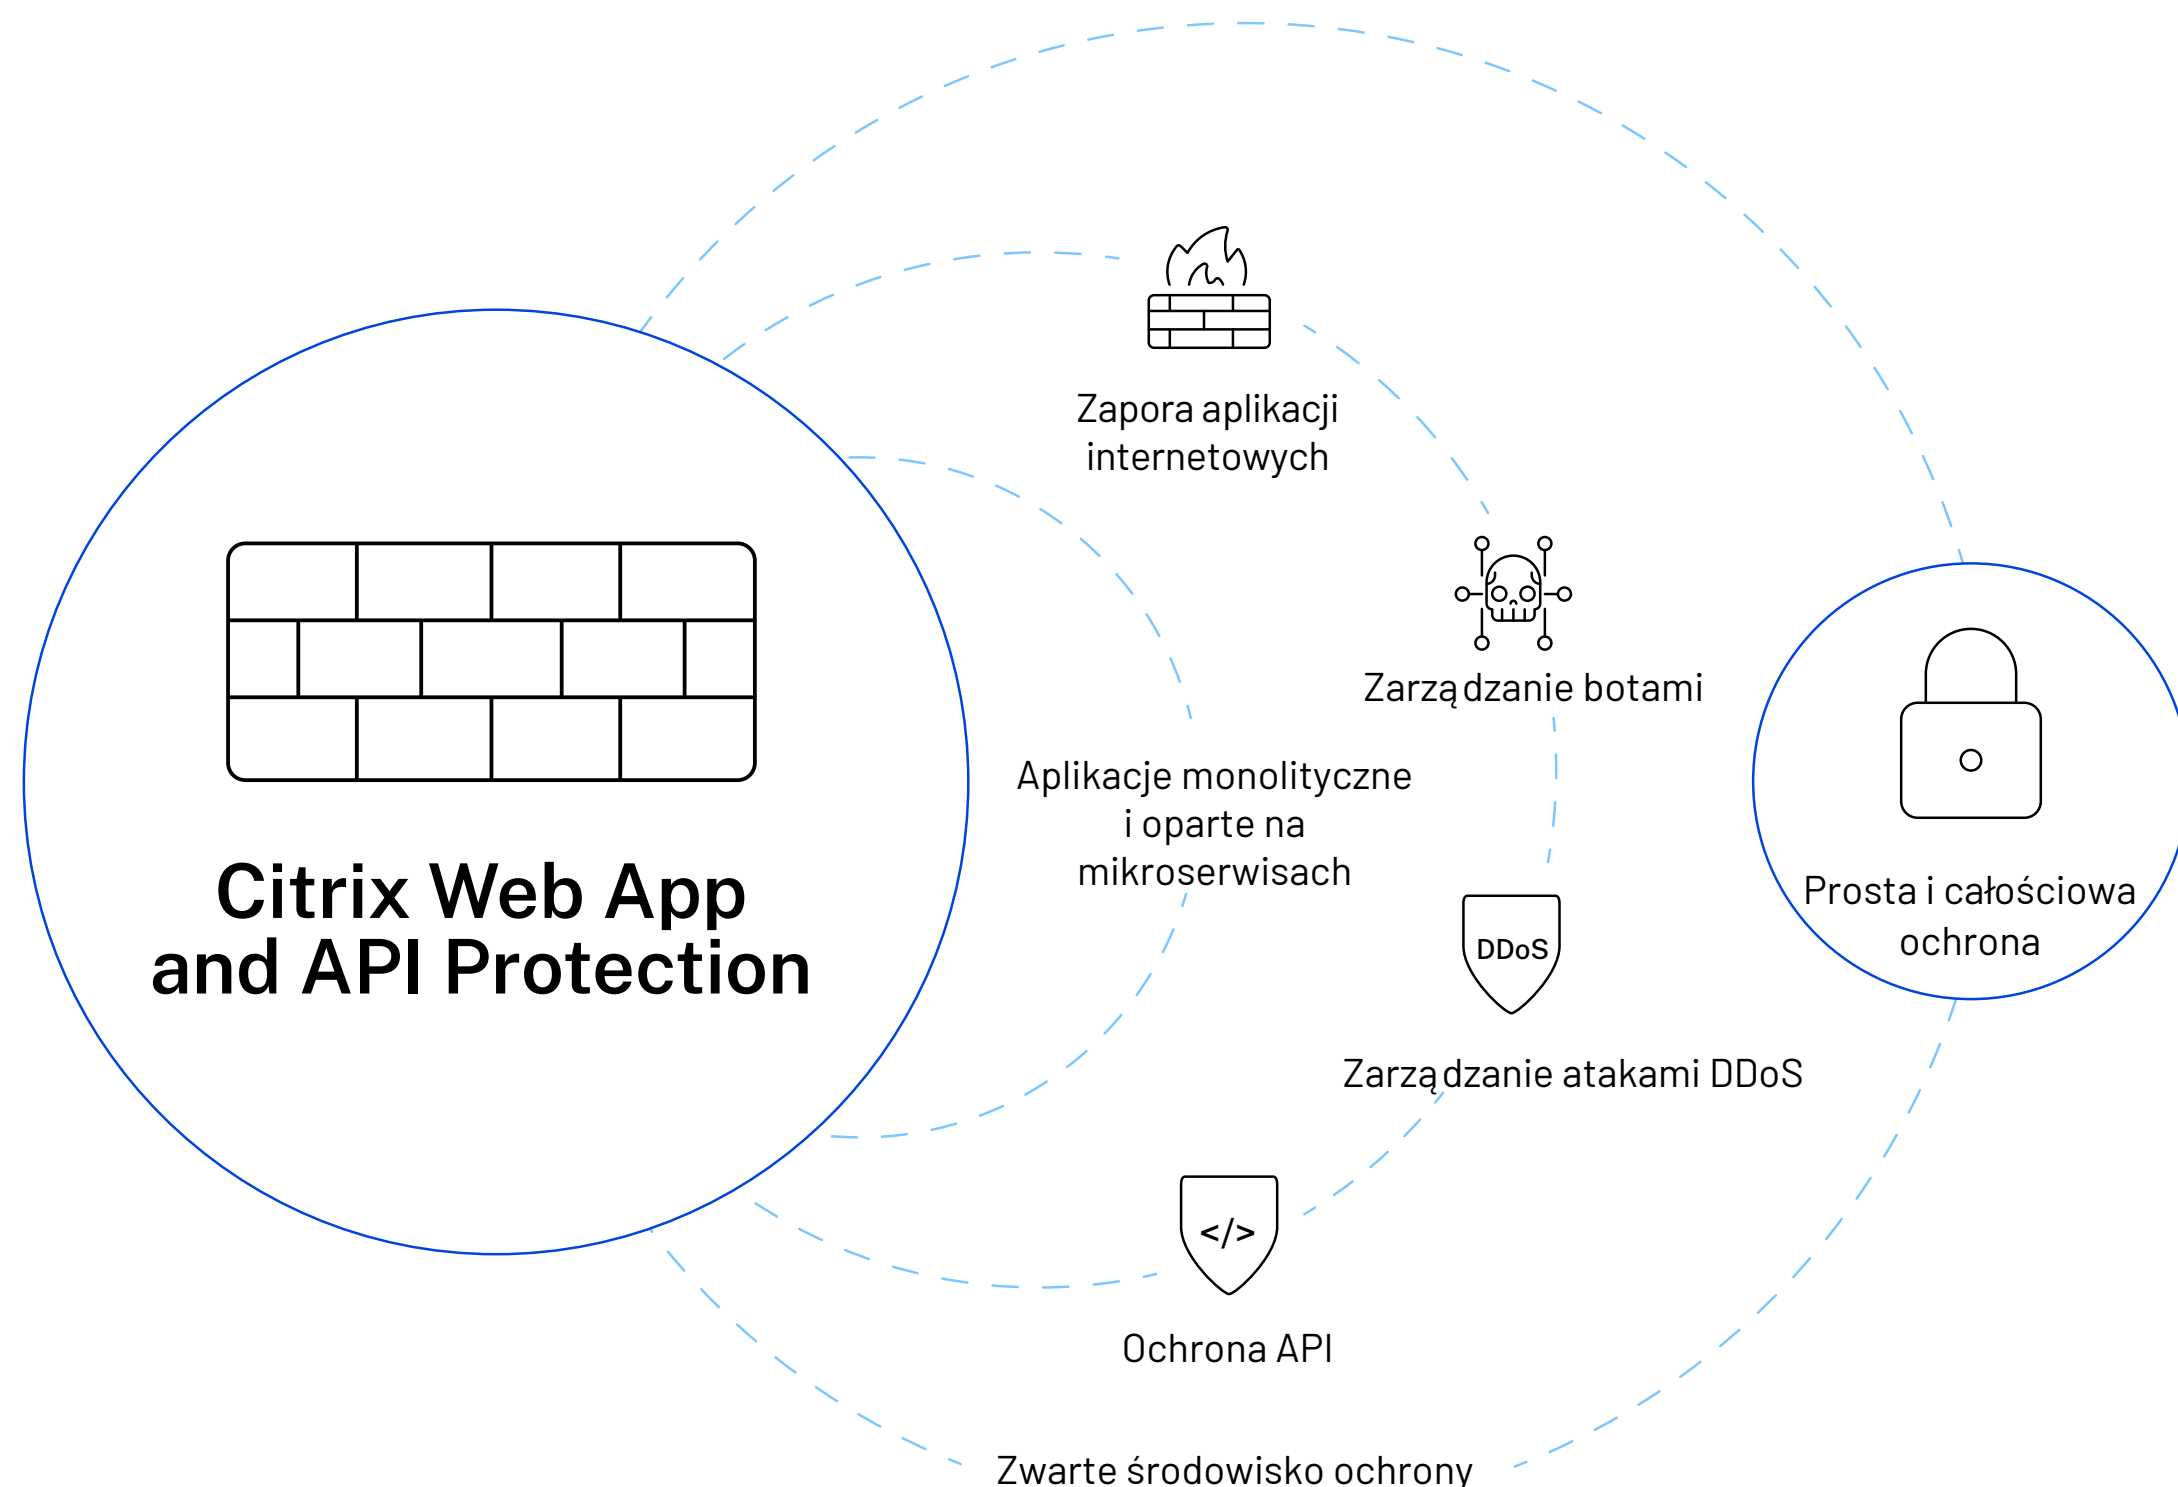 Zapora aplikacji
internetowych
Zarządzanie botami
Aplikacje monolityczne
i oparte na
mikroserwisach
Citrix Web App
and API Protection
Prosta i całościowa
ochrona
DDoS
Zarządzanie atakami DDoS
</>
Ochrona API
Zwarte środowisko ochrony